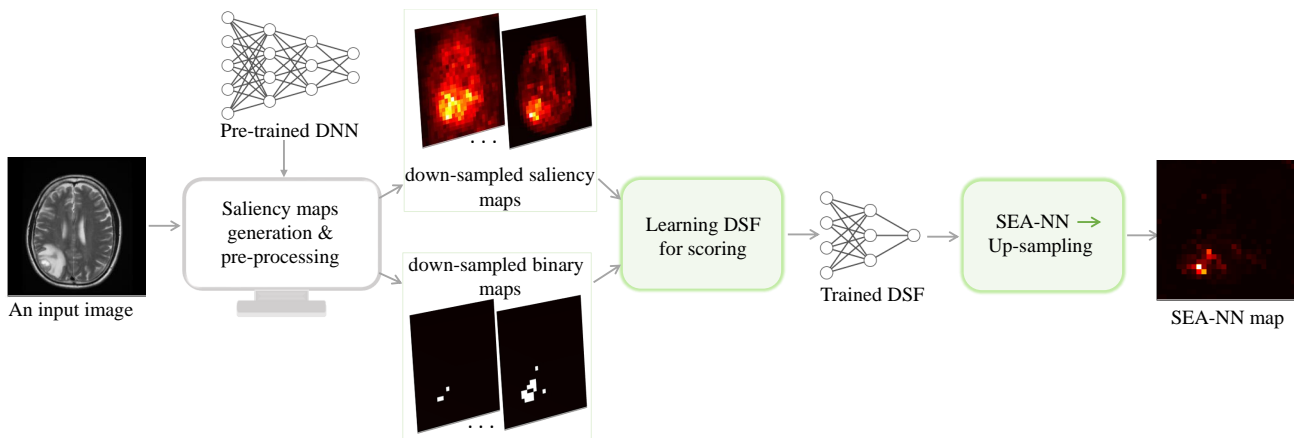 Pre-trained DNN
An input image
Saliency maps
generation &
pre-processing
. . .
down-sampled saliency
maps
down-sampled binary
maps
. . .
Learning DSF
for scoring
Trained DSF
SEA-NN →
Up-sampling
SEA-NN map